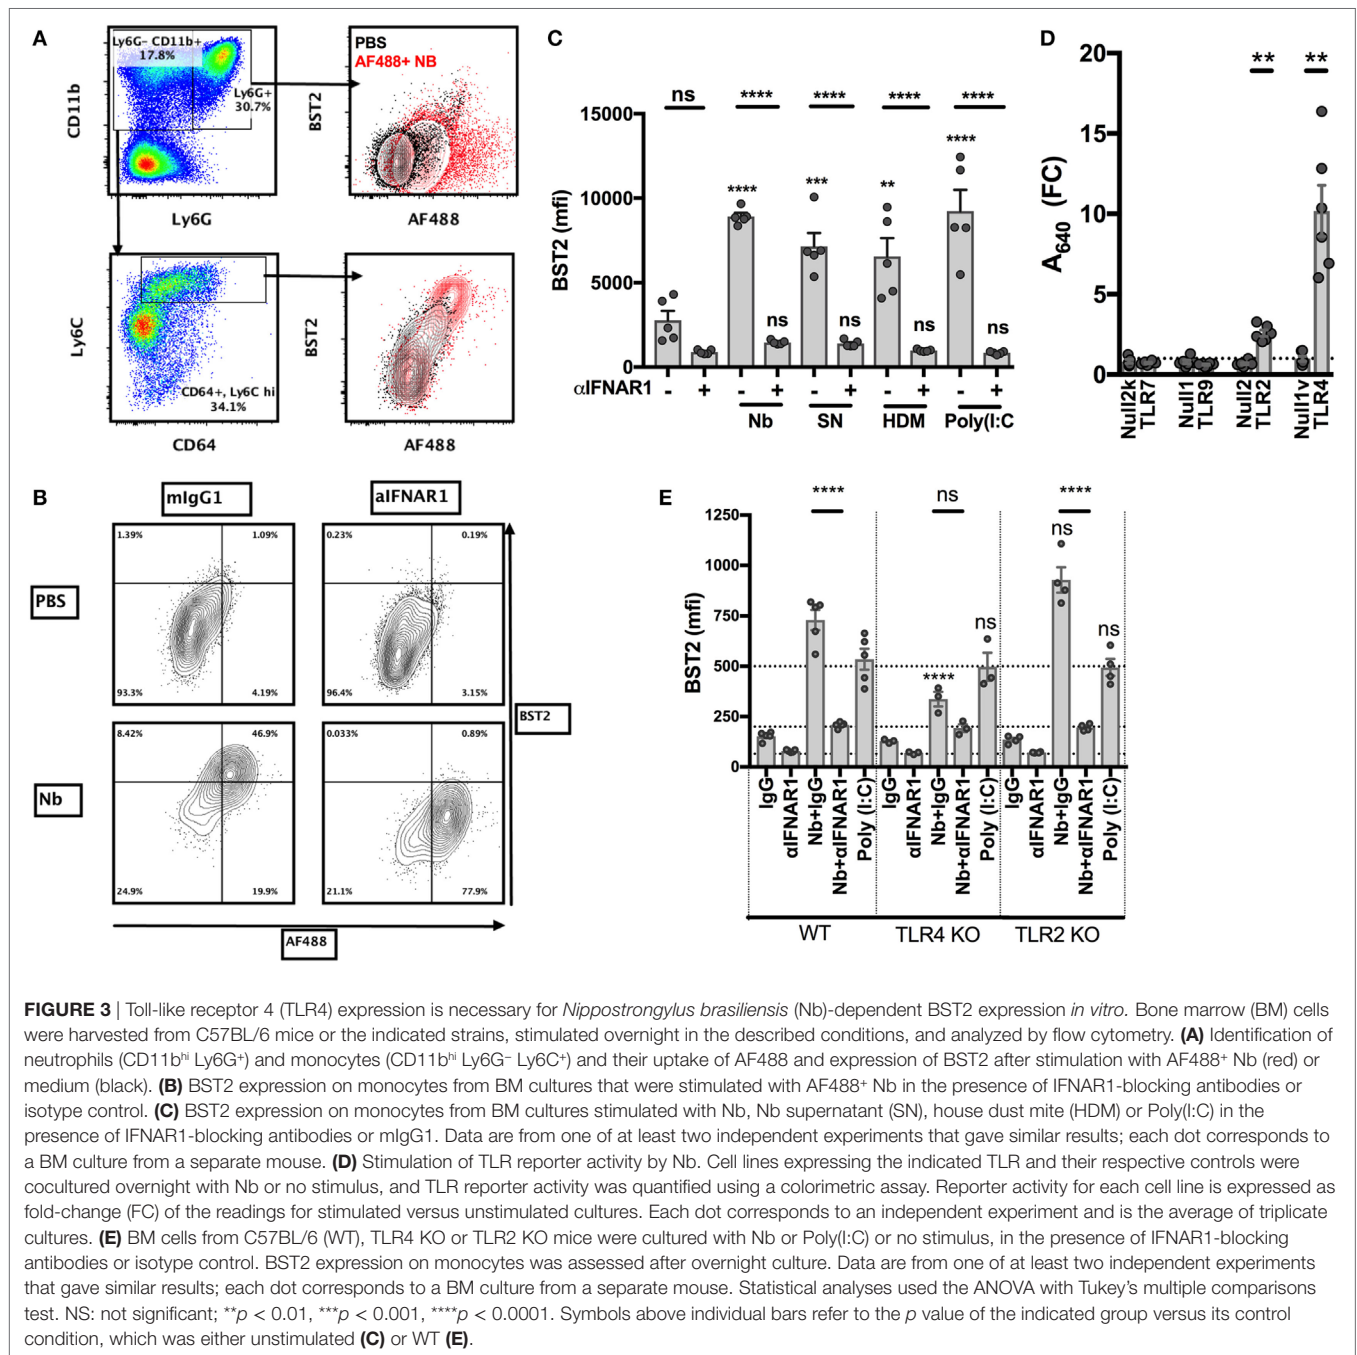 A
Ly6G– CD11b+
17.8%
Ly6G+
30.7%
CD11b
Ly6G
PBS
AF488+ NB
BST2
AF488
Ly6C
CD64+, Ly6C hi
34.1%
CD64
BST2
AF488
B
mIgG1
aIFNAR1
PBS
1.39%
1.09%
93.3%
4.19%
0.23%
0.19%
96.4%
3.15%
Nb
8.42%
46.9%
24.9%
19.9%
0.033%
0.89%
21.1%
77.9%
BST2
AF488
C
ns
****
****
****
****
15000
10000
5000
0
BST2 (mfi)
****
ns
***
ns
**
ns
****
ns
αIFNAR1
- + - + - + - + - +
Nb
SN
HDM
Poly(I:C
D
20
15
10
5
0
A640 (FC)
**
**
Null2k
TLR7
Null1
TLR9
Null2
TLR2
Null1v
TLR4
E
****
ns
****
1250
750
500
250
0
BST2 (mfi)
****
ns
ns
ns
IgG
αIFNAR1
Nb+IgG
Nb+αIFNAR1
Poly (I:C)
IgG
αIFNAR1
Nb+IgG
Nb+αIFNAR1
Poly (I:C)
IgG
αIFNAR1
Nb+IgG
Nb+αIFNAR1
Poly (I:C)
WT
TLR4 KO
TLR2 KO
FIGURE 3 | Toll-like receptor 4 (TLR4) expression is necessary for Nippostrongylus brasiliensis (Nb)-dependent BST2 expression in vitro. Bone marrow (BM) cells
were harvested from C57BL/6 mice or the indicated strains, stimulated overnight in the described conditions, and analyzed by flow cytometry. (A) Identification of
neutrophils (CD11bhi Ly6G+) and monocytes (CD11bhi Ly6G− Ly6C+) and their uptake of AF488 and expression of BST2 after stimulation with AF488+ Nb (red) or
medium (black). (B) BST2 expression on monocytes from BM cultures that were stimulated with AF488+ Nb in the presence of IFNAR1-blocking antibodies or
isotype control. (C) BST2 expression on monocytes from BM cultures stimulated with Nb, Nb supernatant (SN), house dust mite (HDM) or Poly(I:C) in the
presence of IFNAR1-blocking antibodies or mIgG1. Data are from one of at least two independent experiments that gave similar results; each dot corresponds to
a BM culture from a separate mouse. (D) Stimulation of TLR reporter activity by Nb. Cell lines expressing the indicated TLR and their respective controls were
cocultured overnight with Nb or no stimulus, and TLR reporter activity was quantified using a colorimetric assay. Reporter activity for each cell line is expressed as
fold-change (FC) of the readings for stimulated versus unstimulated cultures. Each dot corresponds to an independent experiment and is the average of triplicate
cultures. (E) BM cells from C57BL/6 (WT), TLR4 KO or TLR2 KO mice were cultured with Nb or Poly(I:C) or no stimulus, in the presence of IFNAR1-blocking
antibodies or isotype control. BST2 expression on monocytes was assessed after overnight culture. Data are from one of at least two independent experiments
that gave similar results; each dot corresponds to a BM culture from a separate mouse. Statistical analyses used the ANOVA with Tukey's multiple comparisons
test. NS: not significant; **p < 0.01, ***p < 0.001, ****p < 0.0001. Symbols above individual bars refer to the p value of the indicated group versus its control
condition, which was either unstimulated (C) or WT (E).